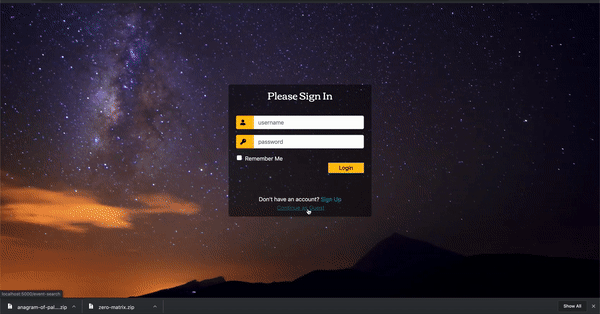 Please Sign In
username
password
Remember Me
Login
Don't have an account? Sign Up
Continue as Guest
localhost:5000/event-search
anagram-of-pal....zip
zero-matrix.zip
Show All